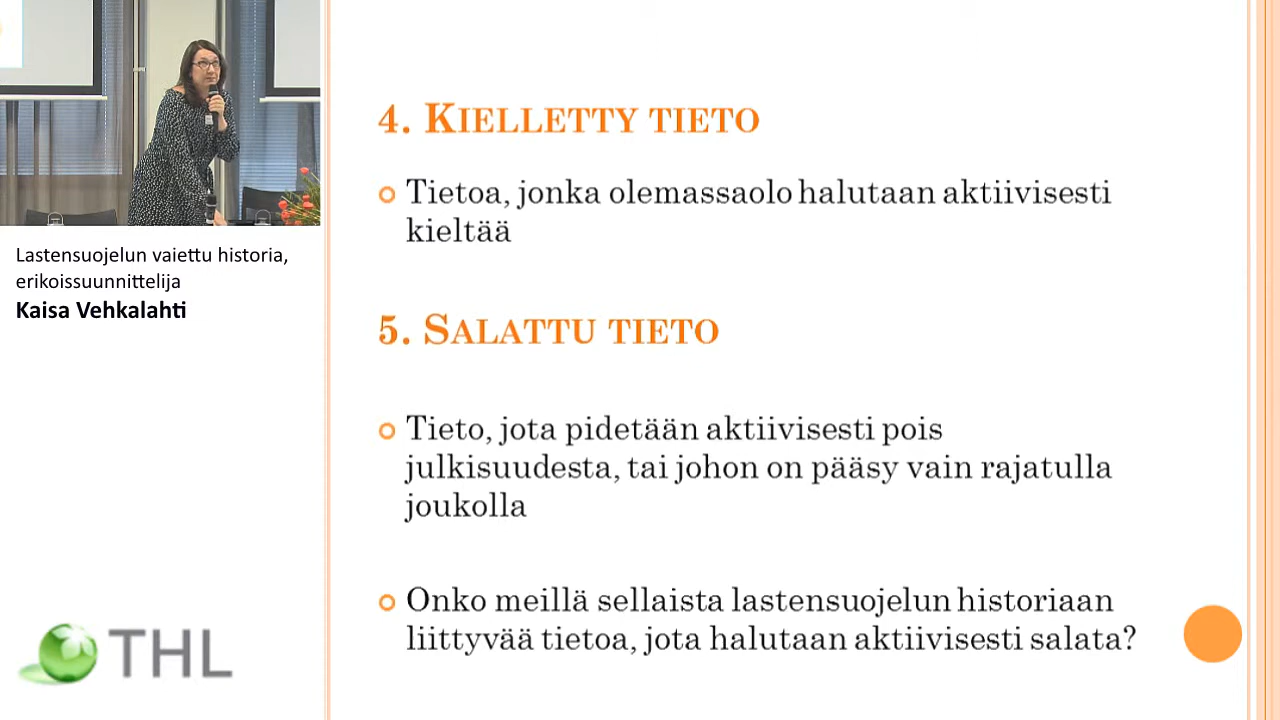 Lastensuojelun vaiettu historia,
erikoissuunnittelija
Kaisa Vehkalahti
THL
4. KIELLETTY TIETO
Tietoa, jonka olemassaolo halutaan aktiivisesti
kieltää
5. SALATTU TIETO
Tieto, jota pidetään aktiivisesti pois
julkisuudesta, tai johon on pääsy vain rajatulla
joukolla
Onko meillä sellaista lastensuojelun historiaan
liittyvää tietoa, jota halutaan aktiivisesti salata?